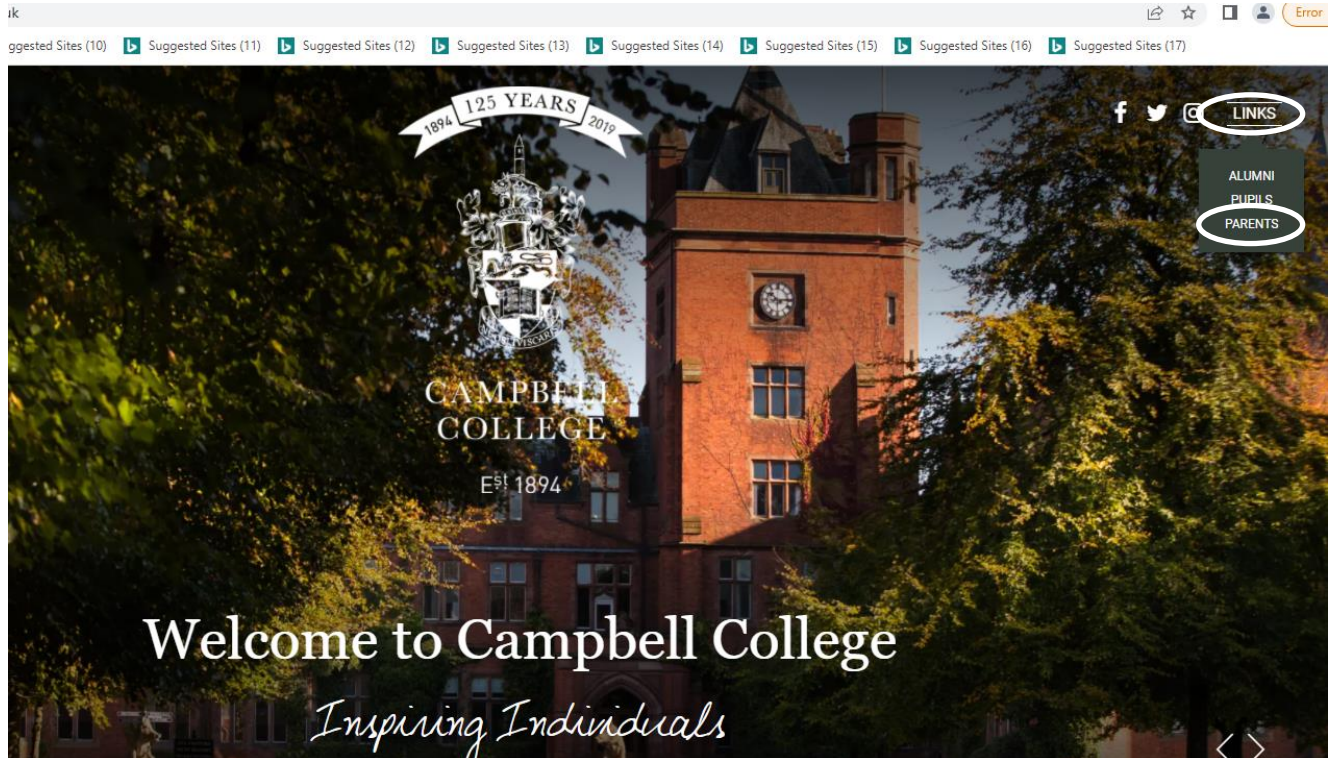 uk
Error
ggested Sites (10) Suggested Sites (11) Suggested Sites (12) Suggested Sites (13) Suggested Sites (14) Suggested Sites (15) Suggested Sites (16) Suggested Sites (17)
125 YEARS
1894 2019
f LINKS
ALUMNI
PUPILS
PARENTS
CAMPBELL
COLLEGE
Est 1894
Welcome to Campbell College
Inspiring Individuals